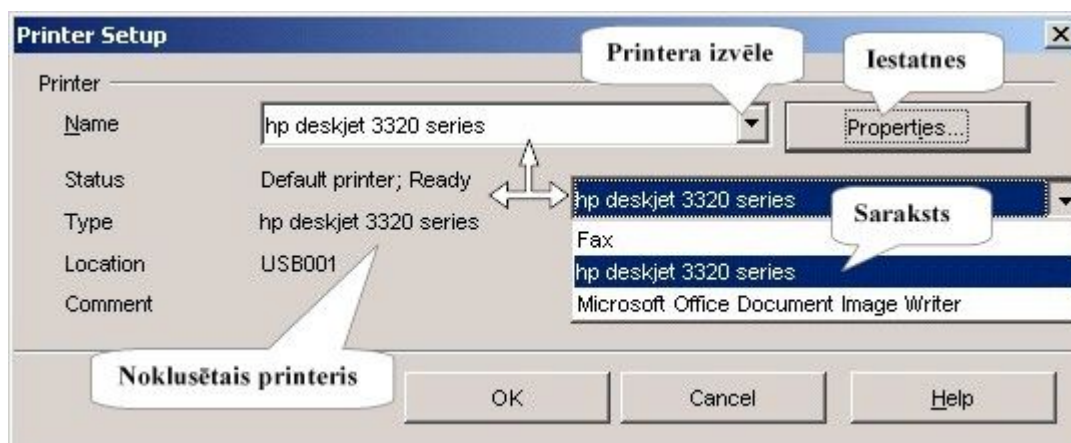 Printer Setup
Printera izvēle
Iestatnes
Printer
Name
hp deskjet 3320 series
Properties...
Status
Default printer; Ready
hp deskjet 3320 series
Saraksts
Type
hp deskjet 3320 series
Fax
Location
USB001
hp deskjet 3320 series
Comment
Microsoft Office Document Image Writer
Noklusētais printeris
OK
Cancel
Help